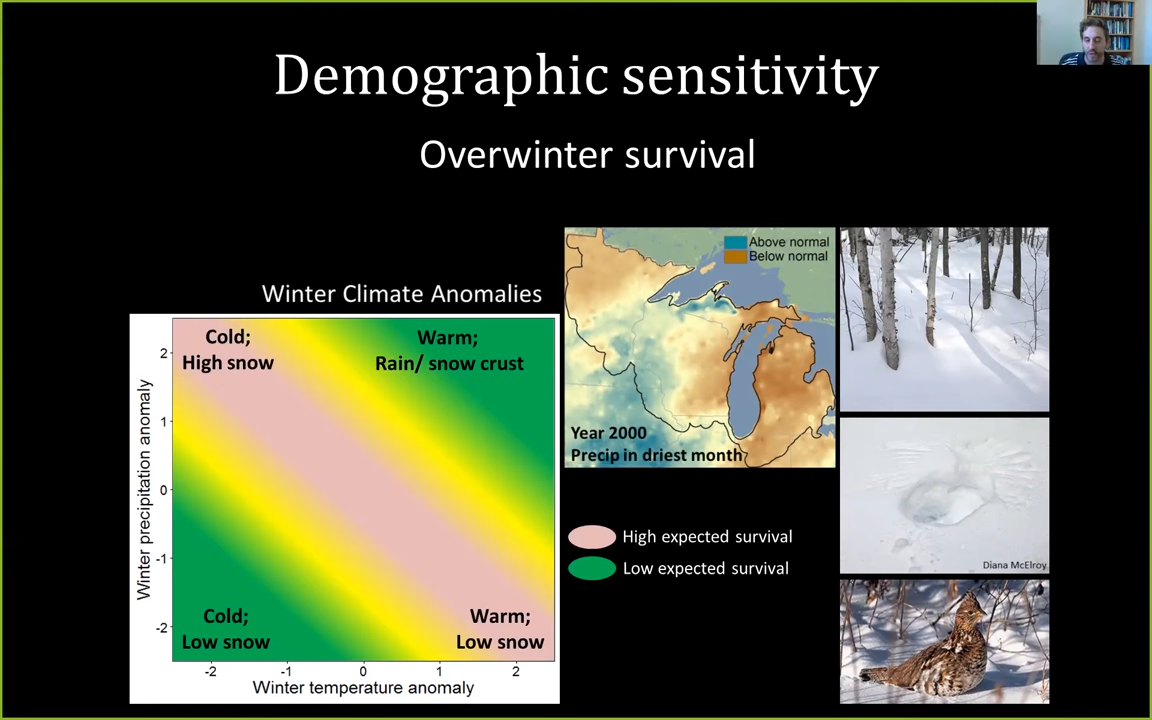 Demographic sensitivity
Overwinter survival
Winter Climate Anomalies
Cold;
High snow
Warm;
Rain/ snow crust
Cold;
Low snow
Warm;
Low snow
Winter precipitation anomaly
2
1
0
-1
-2
-2
-1
0
1
2
Winter temperature anomaly
Above normal
Below normal
Year 2000
Precip in driest month
High expected survival
Low expected survival
Diana McElroy